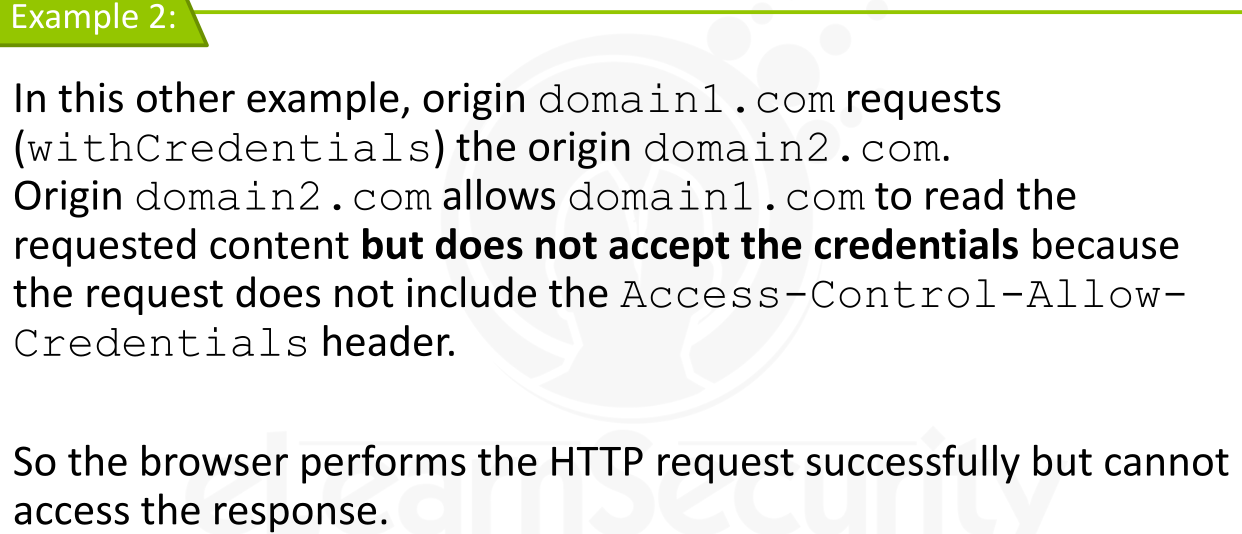 Example 2:
In this other example, origin domain1.com requests
(withCredentials) the origin domain2.com.
Origin domain2.com allows domain1.com to read the
requested content but does not accept the credentials because
the request does not include the Access-Control-Allow-
Credentials header.
So the browser performs the HTTP request successfully but cannot
access the response.
eLearnSecurity